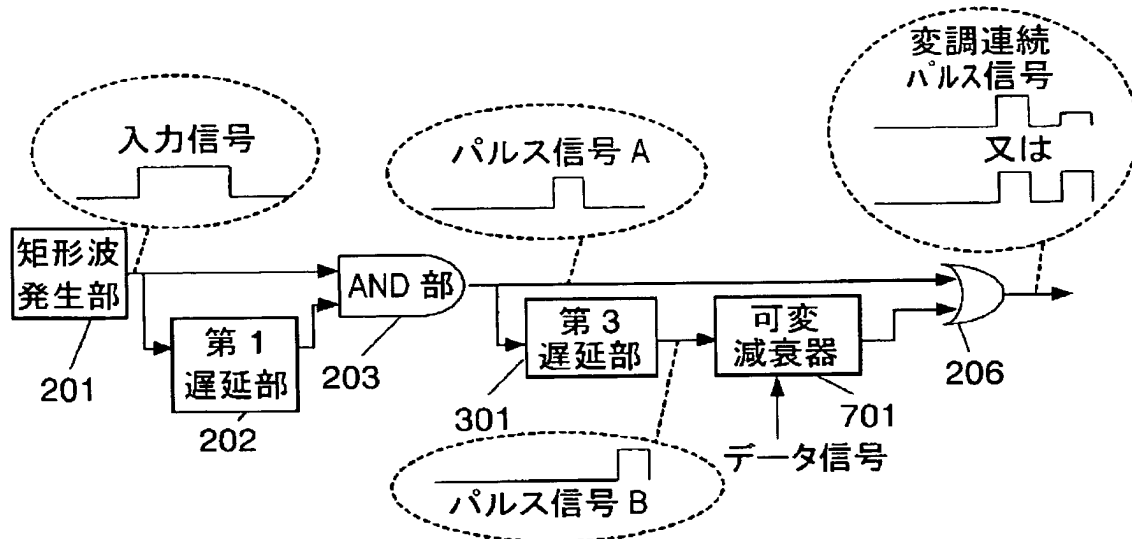 変調連続
パルス信号
又は
入力信号
パルス信号 A
矩形波
発生部
201
AND 部
203
第 1
遅延部
202
第 3
遅延部
301
可変
減衰器
701
206
データ信号
パルス信号 B